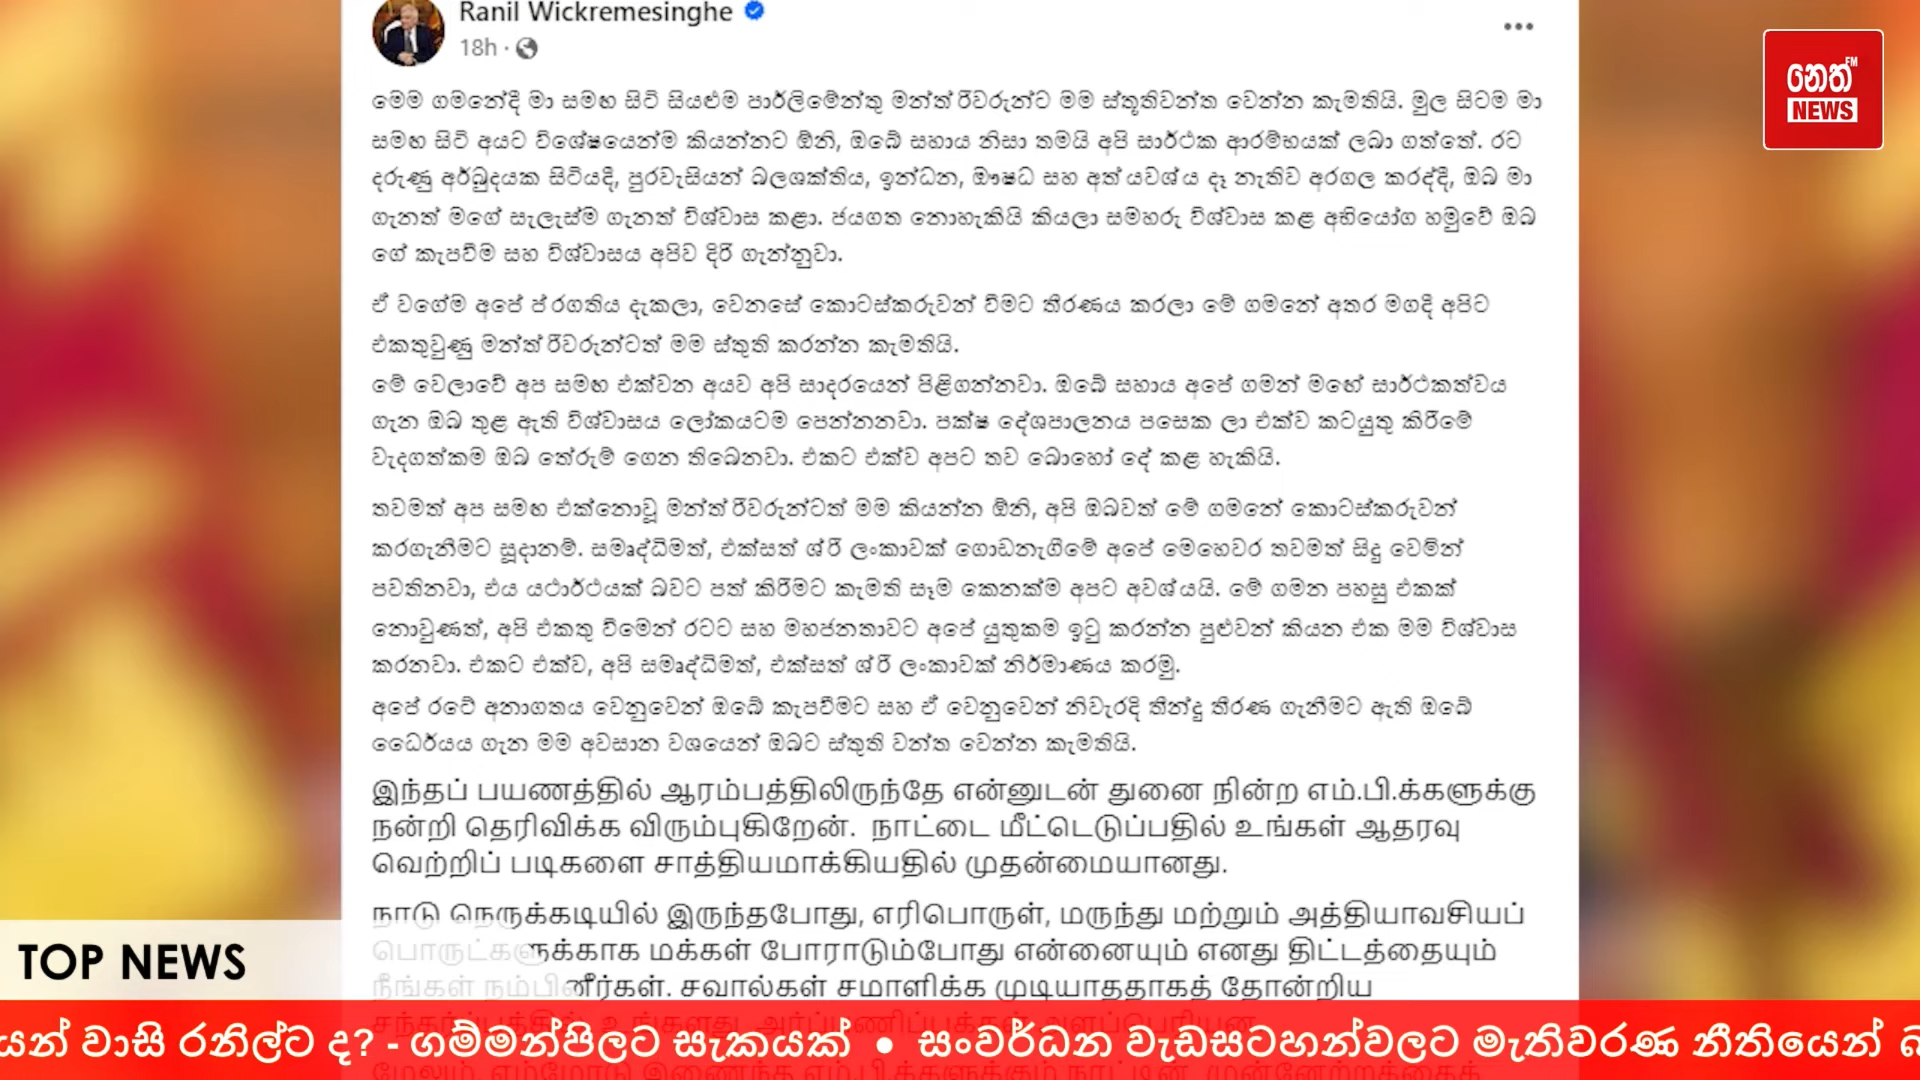 Ranil Wickremesinghe
18h ·
නෙත් FM
NEWS
මෙම ගමනේදී මා සමඟ සිටි සියළුම පාර්ලිමේන්තු මන්ත්‍රීවරුන්ට මම ස්තූතිවන්ත වෙන්න කැමතියි. මුල සිටම මා
සමඟ සිටි අයට විශේෂයෙන්ම කියන්නට ඕනි, ඔබේ සහාය නිසා තමයි අපි සාර්ථක ආරම්භයක් ලබා ගත්තේ. රට
දරුණු අර්බුදයක සිටියදී, පුරවැසියන් බලශක්තිය, ඉන්ධන, ඖෂධ සහ අත්‍යවශ්‍ය දෑ නැතිව අරගල කරද්දී, ඔබ මා
ගැනත් මගේ සැලැස්ම ගැනත් විශ්වාස කළා. ජයගත නොහැකියි කියලා සමහරු විශ්වාස කළ අභියෝග හමුවේ ඔබ
ගේ කැපවීම සහ විශ්වාසය අපිව දිරි ගැන්නුවා.
ඒ වගේම අපේ ප්‍රගතිය දැකලා, වෙනසේ කොටස්කරුවන් වීමට තීරණය කරලා මේ ගමනේ අතර මගදී අපිට
එකතුවුණු මන්ත්‍රීවරුන්ටත් මම ස්තුති කරන්න කැමතියි.
මේ වෙලාවේ අප සමඟ එක්වන අයව අපි සාදරයෙන් පිළිගන්නවා. ඔබේ සහාය අපේ ගමන් මඟේ සාර්ථකත්වය
ගැන ඔබ තුළ ඇති විශ්වාසය ලෝකයටම පෙන්නනවා. පක්ෂ දේශපාලනය පසෙක ලා එක්ව කටයුතු කිරීමේ
වැදගත්කම ඔබ තේරුම් ගෙන තිබෙනවා. එකට එක්ව අපට තව බොහෝ දේ කළ හැකියි.
තවමත් අප සමඟ එක්නොවූ මන්ත්‍රීවරුන්ටත් මම කියන්න ඕනි, අපි ඔබවත් මේ ගමනේ කොටස්කරුවන්
කරගැනීමට සූදානම්. සමෘද්ධිමත්, එක්සත් ශ්‍රී ලංකාවක් ගොඩනැගීමේ අපේ මෙහෙවර තවමත් සිදු වෙමින්
පවතිනවා, එය යථාර්ථයක් බවට පත් කිරීමට කැමති සෑම කෙනක්ම අපට අවශ්‍යයි. මේ ගමන පහසු එකක්
නොවුණත්, අපි එකතු වීමෙන් රටට සහ මහජනතාවට අපේ යුතුකම ඉටු කරන්න පුළුවන් කියන එක මම විශ්වාස
කරනවා. එකට එක්ව, අපි සමෘද්ධිමත්, එක්සත් ශ්‍රී ලංකාවක් නිර්මාණය කරමු.
අපේ රටේ අනාගතය වෙනුවෙන් ඔබේ කැපවීමට සහ ඒ වෙනුවෙන් නිවැරදි තීන්දු තීරණ ගැනීමට ඇති ඔබේ
ධෛර්යය ගැන මම අවසාන වශයෙන් ඔබට ස්තුති වන්ත වෙන්න කැමතියි.
இந்தப் பயணத்தில் ஆரம்பத்திலிருந்தே என்னுடன் துனை நின்ற எம்.பி.க்களுக்கு
நன்றி தெரிவிக்க விரும்புகிறேன். நாட்டை மீட்டெடுப்பதில் உங்கள் ஆதரவு
வெற்றிப் படிகளை சாத்தியமாக்கியதில் முதன்மையானது.
நாடு நெருக்கடியில் இருந்தபோது, எரிபொருள், மருந்து மற்றும் அத்தியாவசியப்
பொருட்களுக்காக மக்கள் போராடும்போது என்னையும் எனது திட்டத்தையும்
நீங்கள் நம்பினீர்கள். சவால்கள் சமாளிக்க முடியாததாகத் தோன்றிய
TOP NEWS
යෙන් වාසි රනිල්ට ද? - ගම්මන්පිලට සැකයක් ● සංවර්ධන වැඩසටහන්වලට මැතිවරණ නීතියෙන්